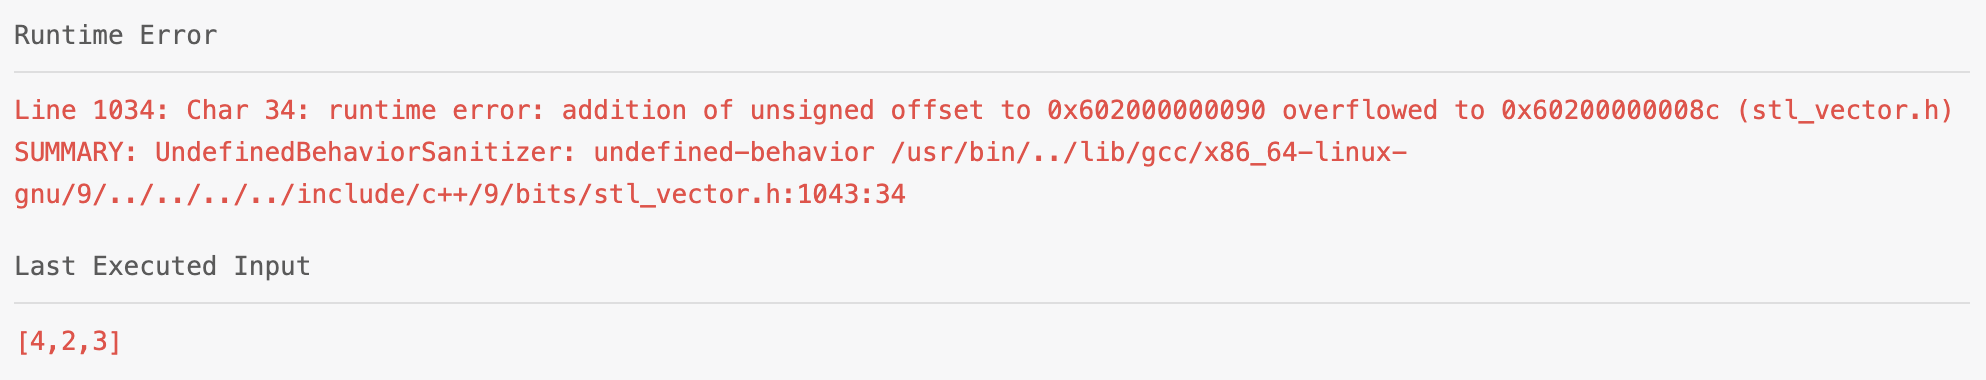 Runtime Error
Line 1034: Char 34: runtime error: addition of unsigned offset to 0x602000000090 overflowed to 0x60200000008c (stl_vector.h)
SUMMARY: UndefinedBehaviorSanitizer: undefined-behavior /usr/bin/../lib/gcc/x86_64-linux-
gnu/9/../../../../include/c++/9/bits/stl_vector.h:1043:34
Last Executed Input
[4,2,3]